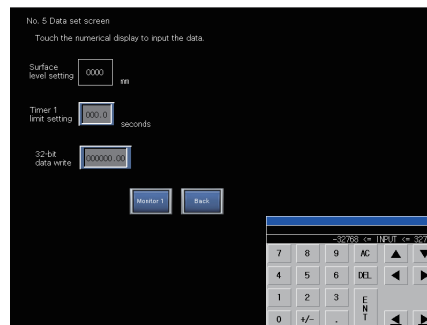 No. 5 Data set screen
Touch the numerical display to input the data.
Surface
level setting
0000
mm
Timer 1
limit setting
000.0
seconds
32-bit
data write
000000.00
Monitor 1
Back
-32768 <= INPUT <= 327
7 8 9 AC ▲ ▼
4 5 6 DEL ◀ ▶
1 2 3 ENT
0 +/- . ◀ ▶